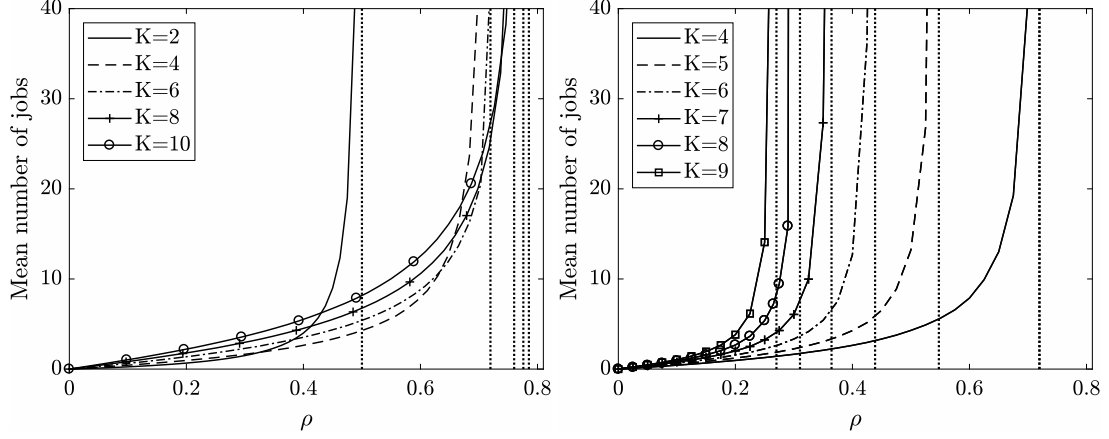 40
30
20
10
0
Mean number of jobs
K=2
K=4
K=6
K=8
K=10
0
0.2
0.4
0.6
0.8
ρ
40
30
20
10
0
Mean number of jobs
K=4
K=5
K=6
K=7
K=8
K=9
0
0.2
0.4
0.6
0.8
ρ